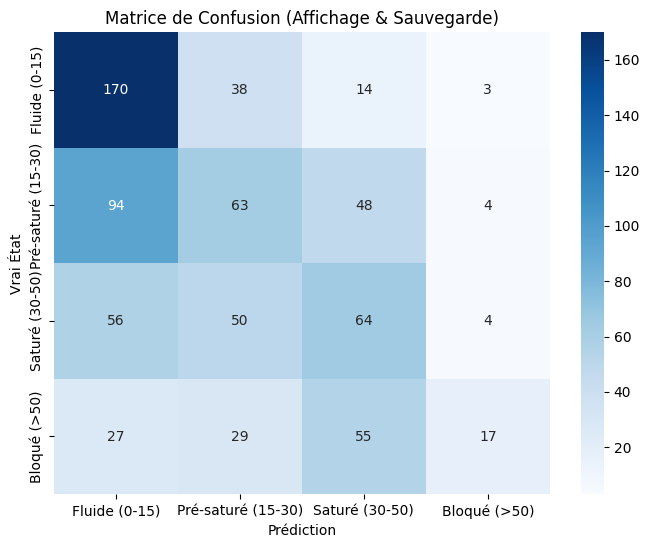 Matrice de Confusion (Affichage & Sauvegarde)
Vrai État
Fluide (0-15)
170 38 14 3
Pré-saturé (15-30)
94 63 48 4
Saturé (30-50)
56 50 64 4
Bloqué (>50)
27 29 55 17
Fluide (0-15) Pré-saturé (15-30) Saturé (30-50) Bloqué (>50)
Prédiction
160
140
120
100
80
60
40
20